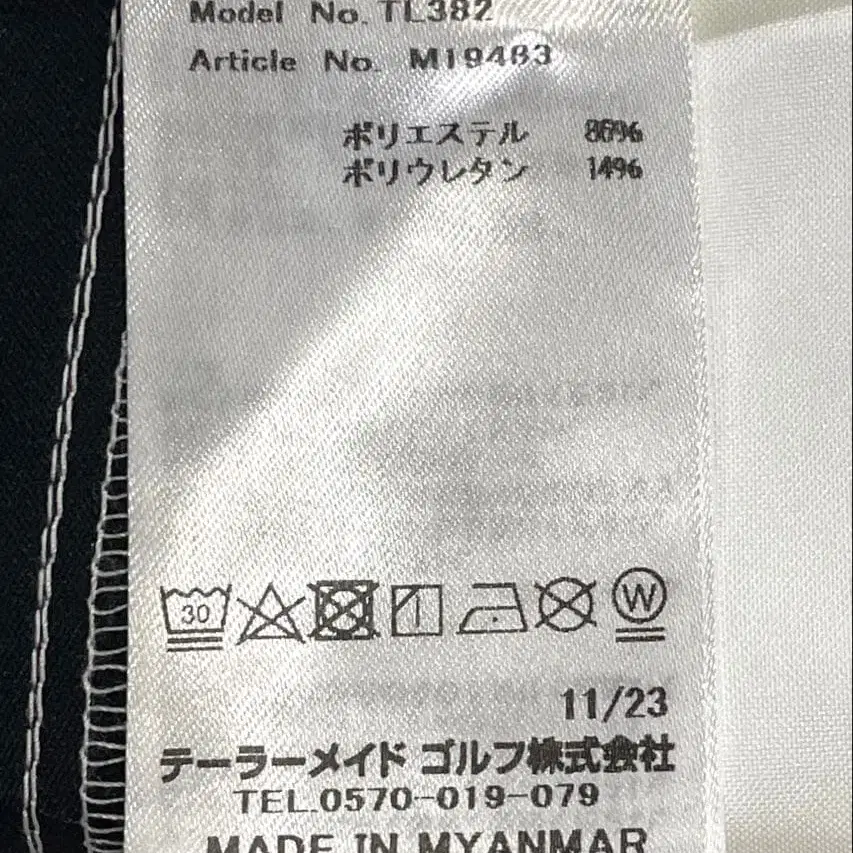 Model No. TL382
Article No. M19483
ポリエステル 86%
ポリウレタン 14%
30
W
11/23
テーラーメイド ゴルフ株式会社
TEL.0570-019-079
MADE IN MYANMAR